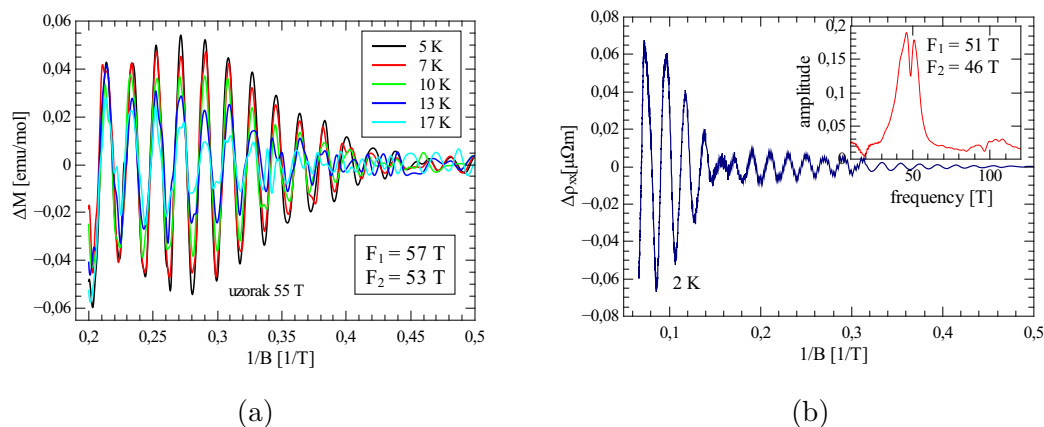 0,06
0,04
0,02
0
−0,02
−0,04
−0,06
ΔM [emu/mol]
5 K
7 K
10 K
13 K
17 K
F1 = 57 T
F2 = 53 T
uzorak 55 T
0,2 0,25 0,3 0,35 0,4 0,45 0,5
1/B [1/T]
(a)
0,08
0,06
0,04
0,02
0
−0,02
−0,04
−0,06
−0,08
Δρxx[μΩm]
2 K
0,1 0,2 0,3 0,4 0,5
1/B [1/T]
0,2
0,15
0,1
0,05
amplitude
F1 = 51 T
F2 = 46 T
50 100
frequency [T]
(b)